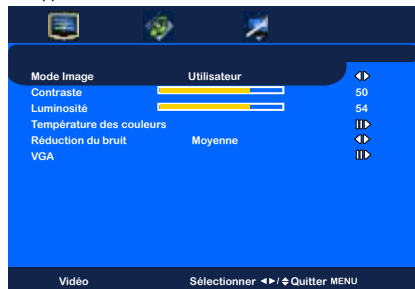 Mode Image Utilisateur
Contraste 50
Luminosité 54
Température des couleurs
Réduction du bruit Moyenne
VGA
Vidéo Sélectionner ◄►/ Quitter MENU